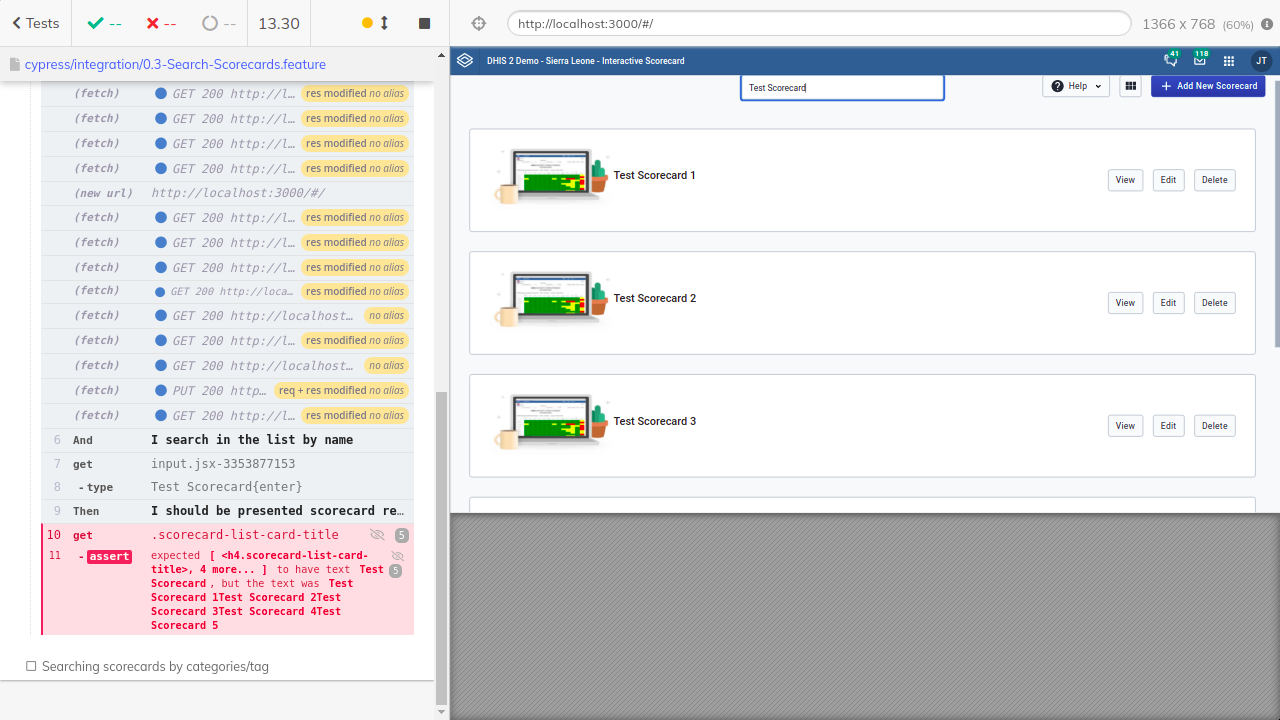 Tests
--
--
--
13.30
http://localhost:3000/#/
1366 x 768 (60%)
cypress/integration/0.3-Search-Scorecards.feature
(fetch) GET 200 http://l… res modified no alias
(fetch) GET 200 http://l… res modified no alias
(fetch) GET 200 http://l… res modified no alias
(fetch) GET 200 http://l… res modified no alias
(new url) http://localhost:3000/#/
(fetch) GET 200 http://l… res modified no alias
(fetch) GET 200 http://l… res modified no alias
(fetch) GET 200 http://l… res modified no alias
(fetch) GET 200 http://loca… res modified no alias
(fetch) GET 200 http://localhost… no alias
(fetch) GET 200 http://l… res modified no alias
(fetch) GET 200 http://localhost… no alias
(fetch) PUT 200 http… req + res modified no alias
(fetch) GET 200 http://l… res modified no alias
6 And I search in the list by name
7 get input.jsx-3353877153
8 -type Test Scorecard{enter}
9 Then I should be presented scorecard re…
10 get .scorecard-list-card-title 5
11 -assert expected [ <h4.scorecard-list-card-
title>, 4 more... ] to have text Test 5
Scorecard, but the text was Test
Scorecard 1Test Scorecard 2Test
Scorecard 3Test Scorecard 4Test
Scorecard 5
Searching scorecards by categories/tag
DHIS 2 Demo - Sierra Leone - Interactive Scorecard
41
118
JT
Test Scorecard
Help
Add New Scorecard
Test Scorecard 1
View
Edit
Delete
Test Scorecard 2
View
Edit
Delete
Test Scorecard 3
View
Edit
Delete